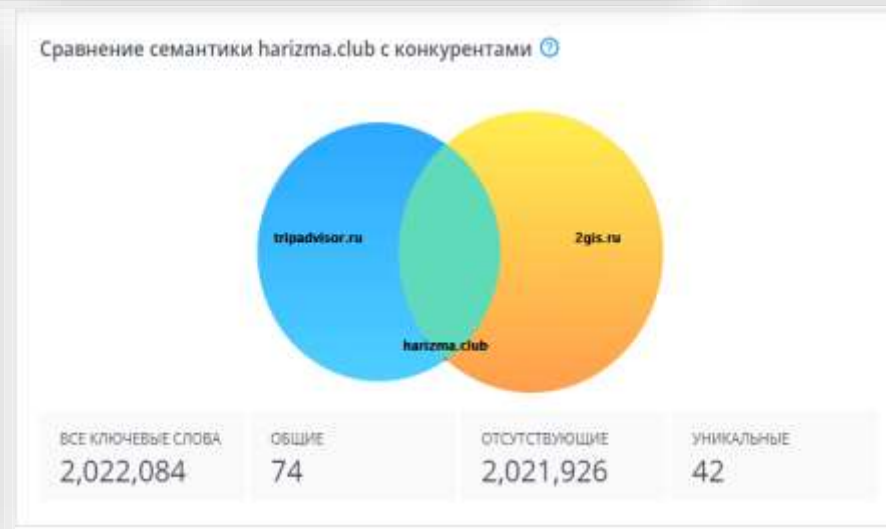 Сравнение семантики harizma.club с конкурентами
tripadvisor.ru
2gis.ru
harizma.club
ВСЕ КЛЮЧЕВЫЕ СЛОВА
2,022,084
ОБЩИЕ
74
ОТСУТСТВУЮЩИЕ
2,021,926
УНИКАЛЬНЫЕ
42